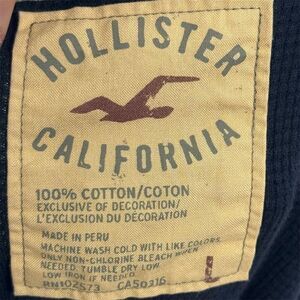 HOLLISTER
CALIFORNIA
100% COTTON/COTON
EXCLUSIVE OF DECORATION/
L'EXCLUSION DU DÉCORATION
MADE IN PERU
MACHINE WASH COLD WITH LIKE COLORS
ONLY NON-CHLORINE BLEACH WHEN
NEEDED. TUMBLE DRY LOW
LOW IRON IF NEEDED
RN102573 CA50216